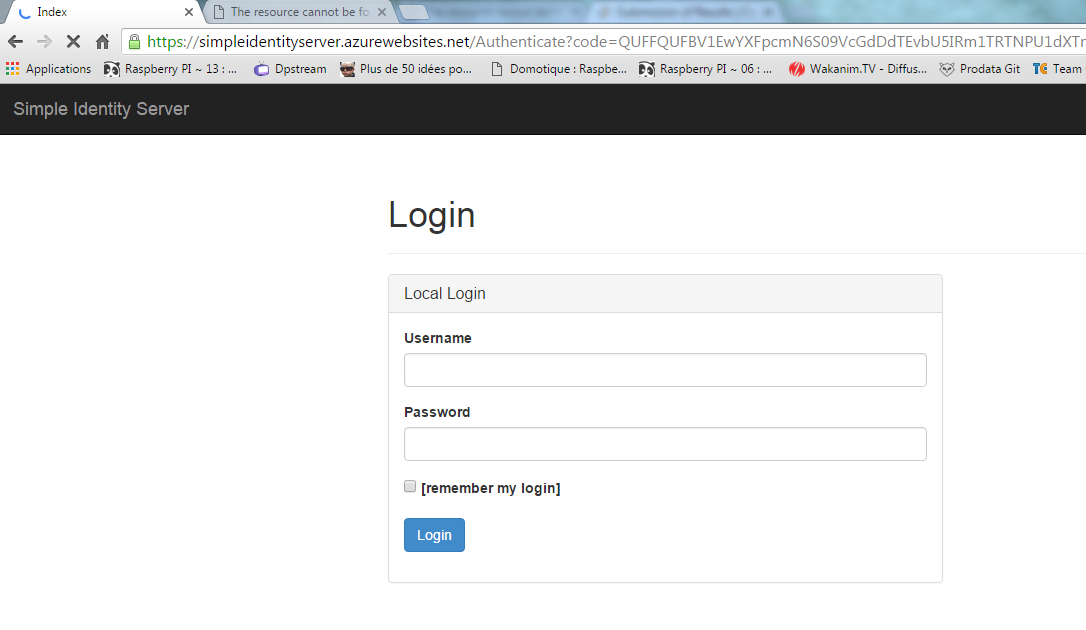 Index
The resource cannot be fo
https://simpleidentityserver.azurewebsites.net/Authenticate?code=QUFFQUFBV1EwYXFpcmN6S09VcGdDdTEvbU5IRm1TRTNPU1dXTr
Applications Raspberry PI ~ 13 : ... Dpstream Plus de 50 idées po... Domotique : Raspbe... Raspberry PI ~ 06 : ... Wakanim.TV - Diffus... Prodata Git TC Team
Simple Identity Server
Login
Local Login
Username
Password
[remember my login]
Login